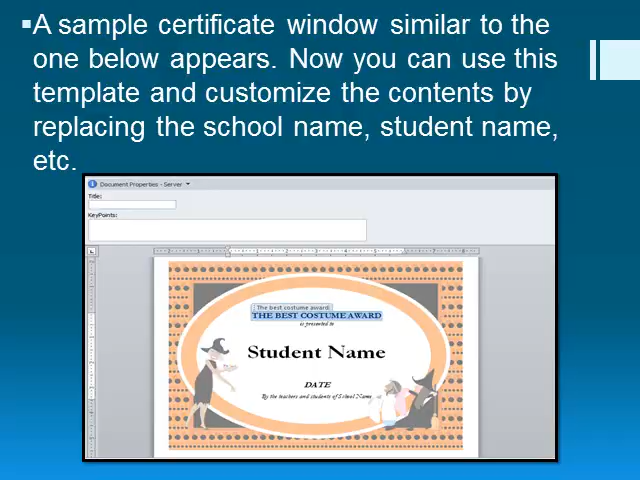 ▪A sample certificate window similar to the
one below appears. Now you can use this
template and customize the contents by
replacing the school name, student name,
etc.
Document Properties - Server
Title:
KeyPoints:
The best costume award:
THE BEST COSTUME AWARD
is presented to
Student Name
DATE
By the teachers and students of School Name